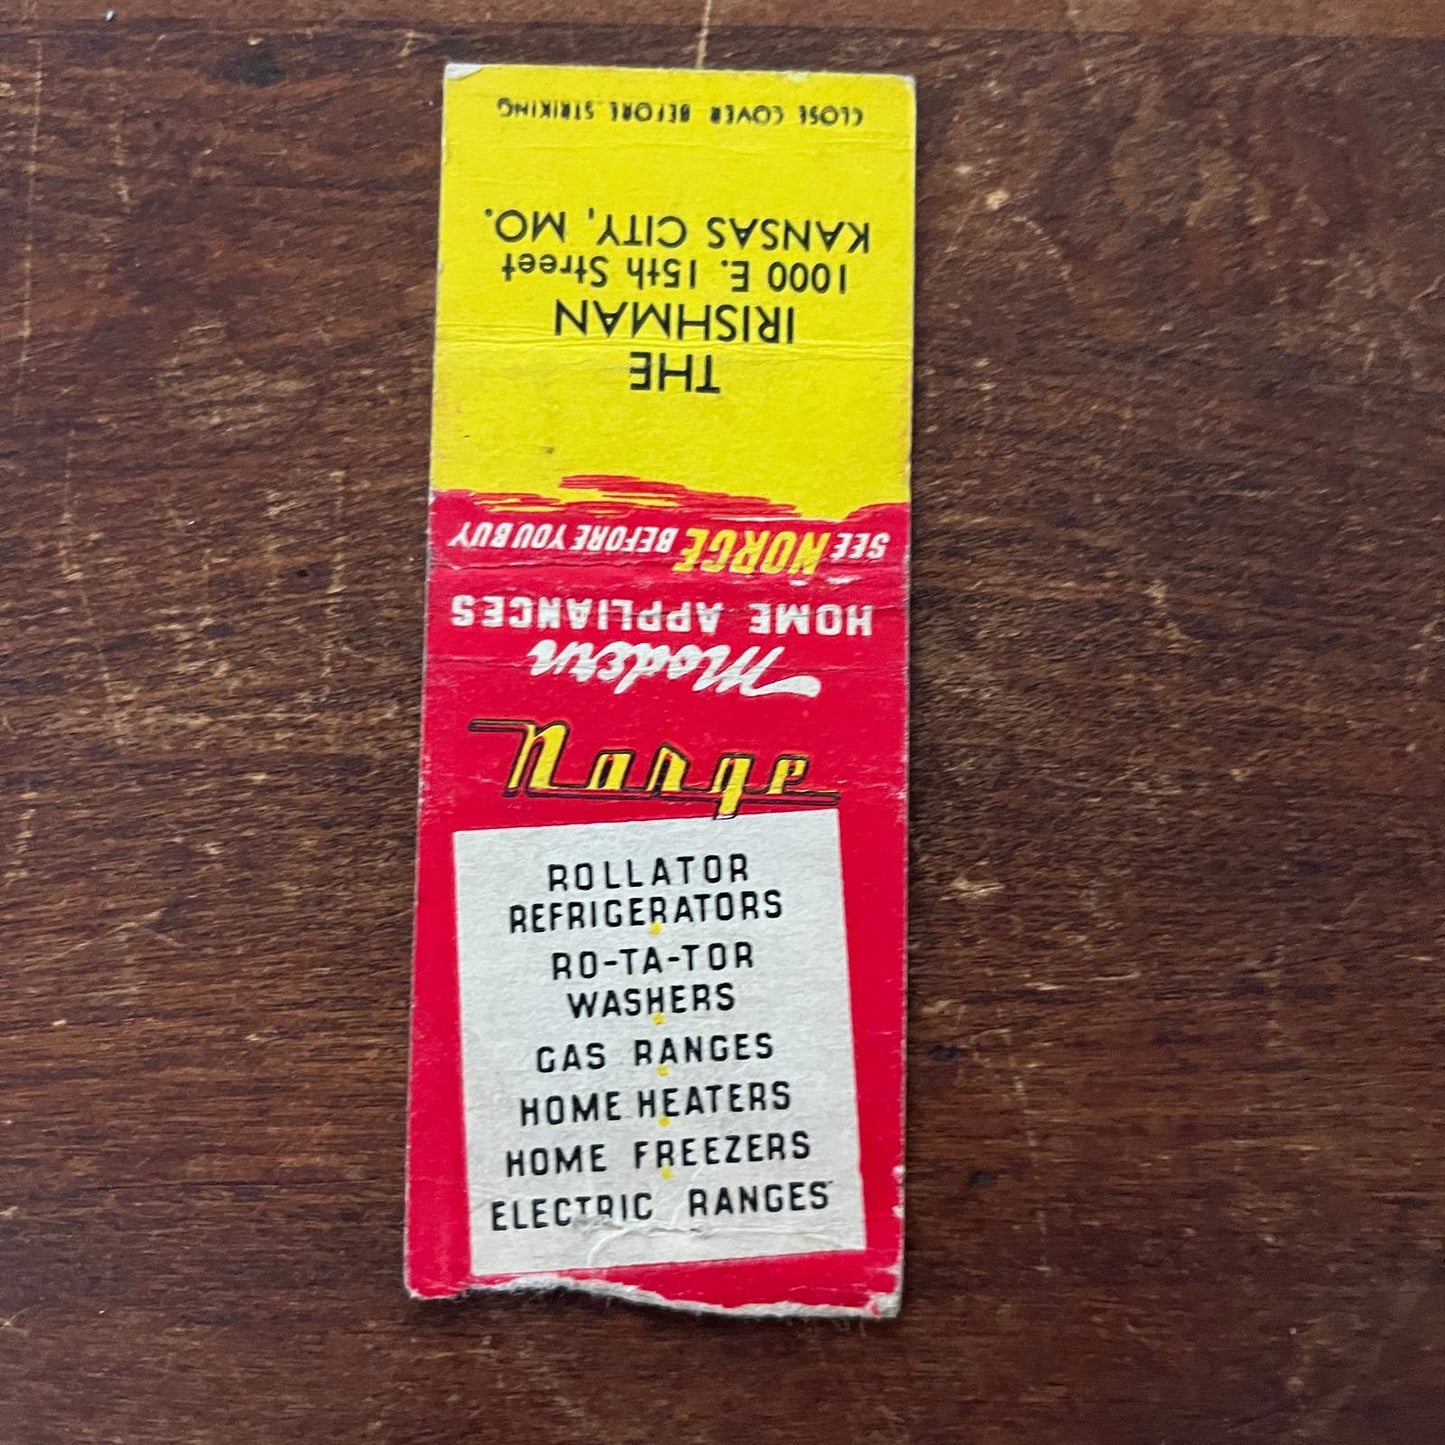 CLOSE COVER BEFORE STRIKING
THE
IRISHMAN
1000 E. 15th Street
KANSAS CITY, MO.
Modern
HOME APPLIANCES
SEE NORGE BEFORE YOU BUY
Norge
ROLLATOR
REFRIGERATORS
RO-TA-TOR
WASHERS
GAS RANGES
HOME HEATERS
HOME FREEZERS
ELECTRIC RANGES